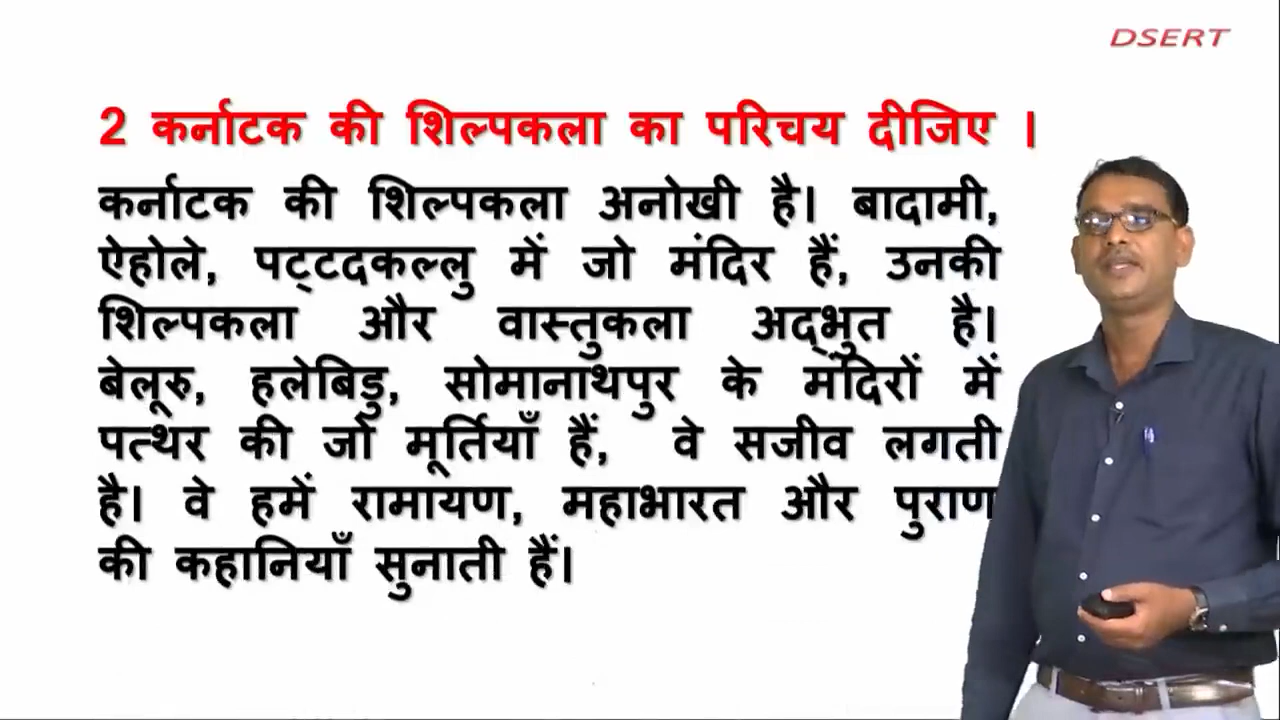 DSERT
2 कर्नाटक की शिल्पकला का परिचय दीजिए ।
कर्नाटक की शिल्पकला अनोखी है। बादामी,
ऐहोले, पट्टदकल्लु में जो मंदिर हैं, उनकी
शिल्पकला और वास्तुकला अद्भुत है।
बेलूरु, हलेबिडु, सोमानाथपुर के मंदिरों में
पत्थर की जो मूर्तियाँ हैं, वे सजीव लगती
है। वे हमें रामायण, महाभारत और पुराण
की कहानियाँ सुनाती हैं।